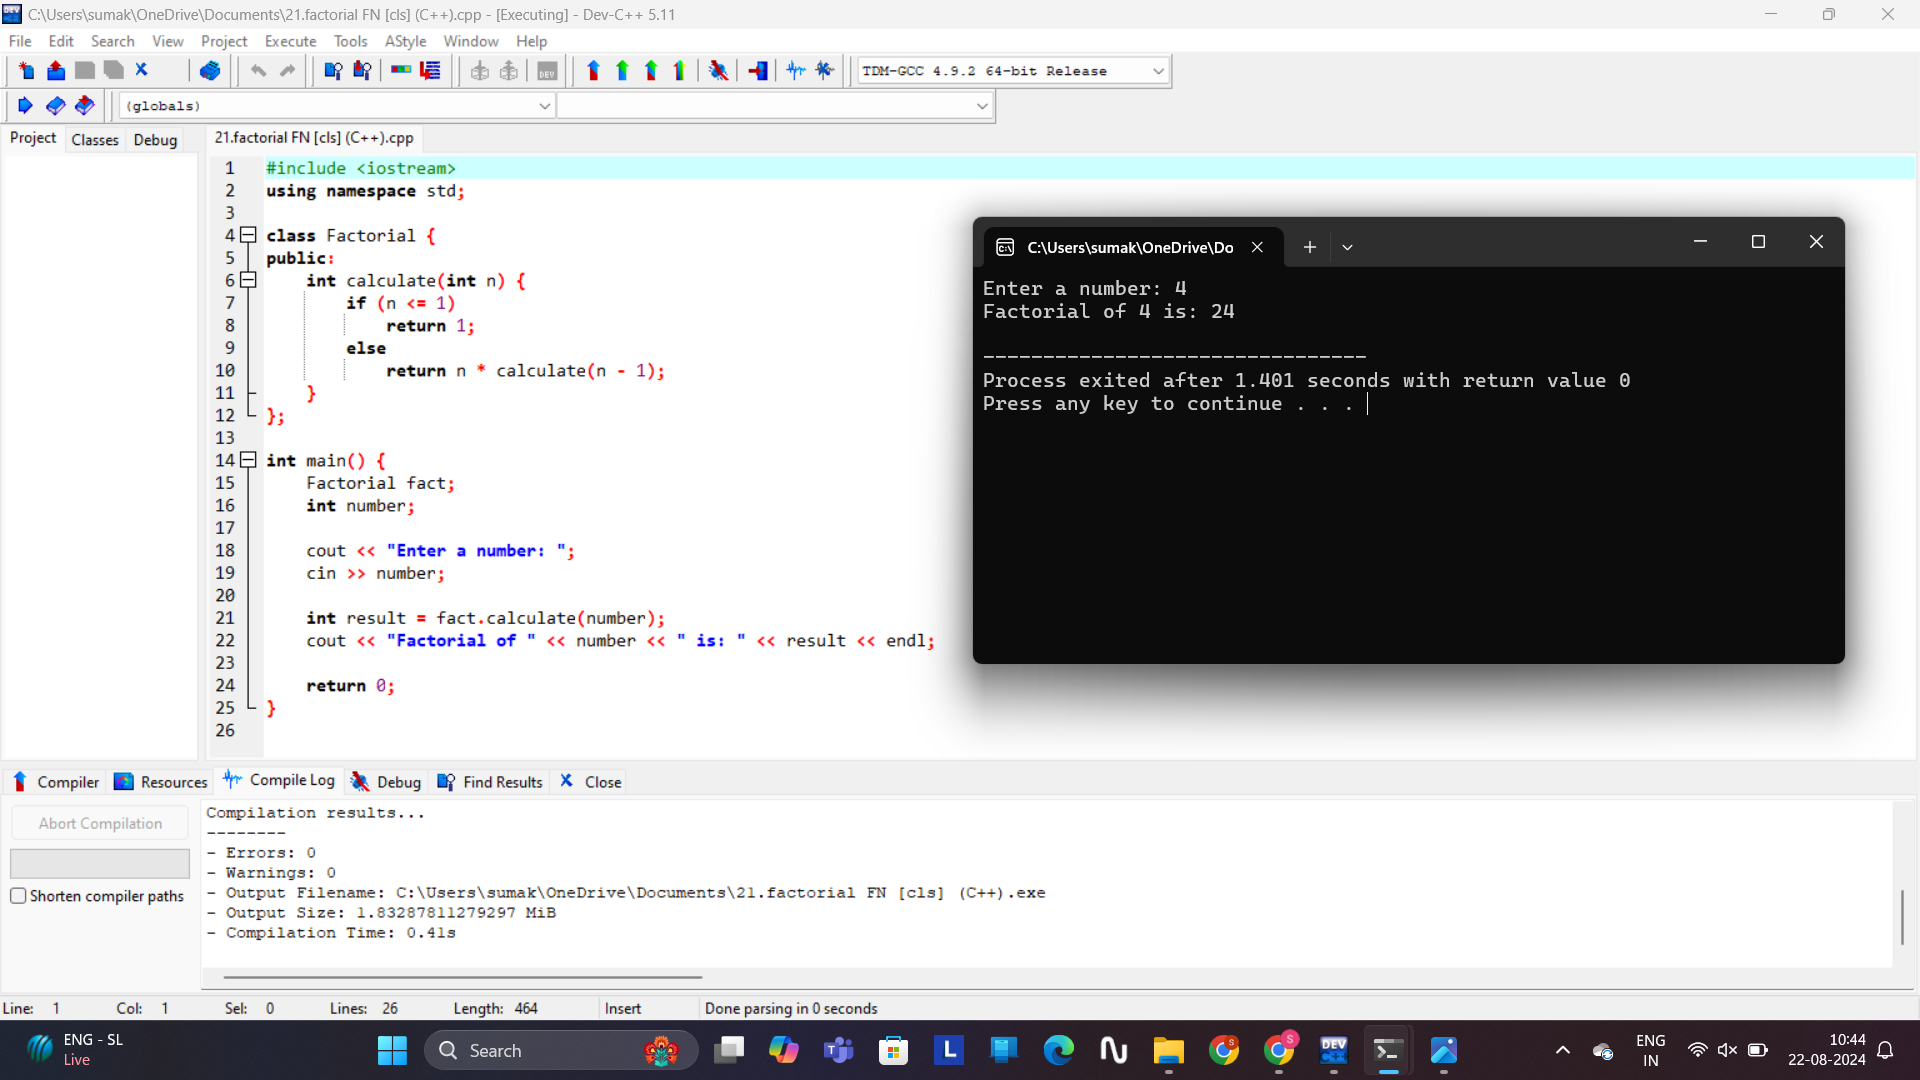 C:\Users\sumak\OneDrive\Documents\21.factorial FN [cls] (C++).cpp - [Executing] - Dev-C++ 5.11
File Edit Search View Project Execute Tools AStyle Window Help
TDM-GCC 4.9.2 64-bit Release
(globals)
Project Classes Debug
21.factorial FN [cls] (C++).cpp
1 #include <iostream>
2 using namespace std;
3
4 class Factorial {
5 public:
6     int calculate(int n) {
7         if (n <= 1)
8             return 1;
9         else
10             return n * calculate(n - 1);
11     }
12 };
13
14 int main() {
15     Factorial fact;
16     int number;
17
18     cout << "Enter a number: ";
19     cin >> number;
20
21     int result = fact.calculate(number);
22     cout << "Factorial of " << number << " is: " << result << endl;
23
24     return 0;
25 }
26
C:\Users\sumak\OneDrive\Do
Enter a number: 4
Factorial of 4 is: 24
--------------------------------
Process exited after 1.401 seconds with return value 0
Press any key to continue . . .
Compiler Resources Compile Log Debug Find Results Close
Abort Compilation
Shorten compiler paths
Compilation results...
--------
- Errors: 0
- Warnings: 0
- Output Filename: C:\Users\sumak\OneDrive\Documents\21.factorial FN [cls] (C++).exe
- Output Size: 1.83287811279297 MiB
- Compilation Time: 0.41s
Line: 1 Col: 1 Sel: 0 Lines: 26 Length: 464 Insert Done parsing in 0 seconds
ENG - SL
Live
Search
L
DEV
S
S
DEV
ENG
IN
10:44
22-08-2024